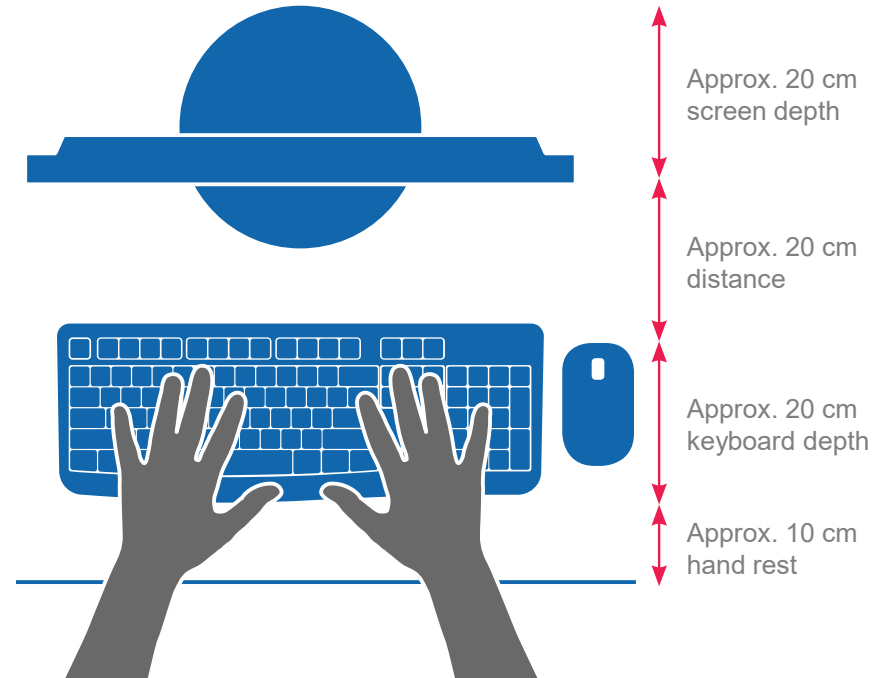 Approx. 20 cm
screen depth
Approx. 20 cm
distance
Approx. 20 cm
keyboard depth
Approx. 10 cm
hand rest